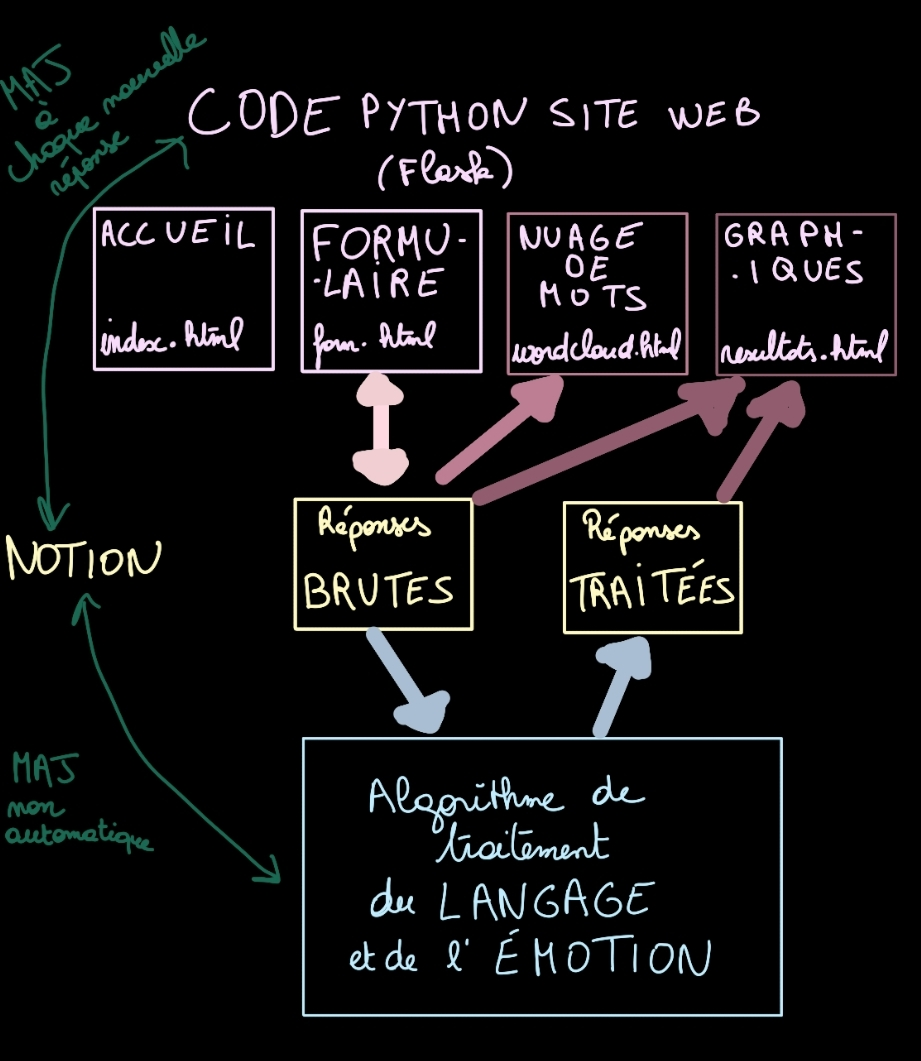 MAJ
à
chaque nouvelle
réponse
CODE PYTHON SITE WEB
(Flask)
ACCUEIL
index.html
FORMU-
-LAIRE
form.html
NUAGE
DE
MOTS
wordcloud.html
GRAPH-
-IQUES
resultats.html
NOTION
Réponses
BRUTES
Réponses
TRAITÉES
MAJ
non
automatique
Algorithme de
traitement
du LANGAGE
et de l'ÉMOTION